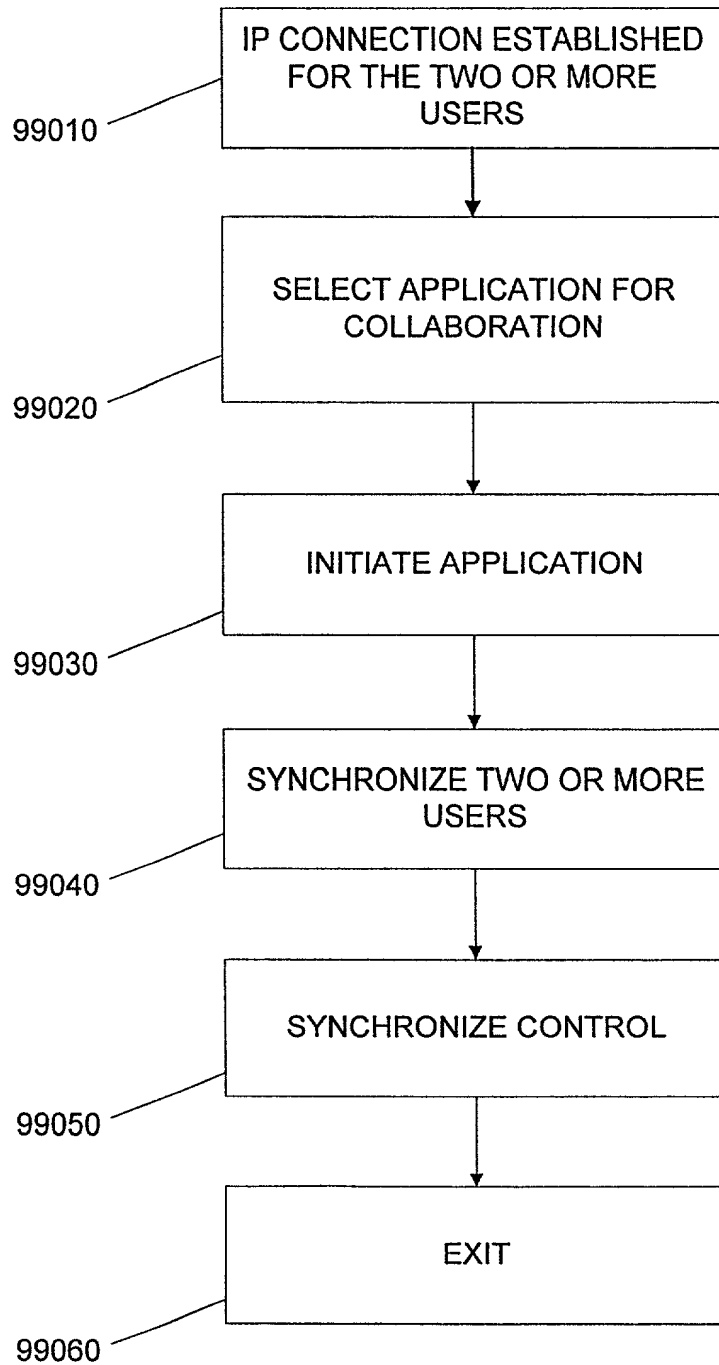 IP CONNECTION ESTABLISHED
FOR THE TWO OR MORE
USERS
99010
SELECT APPLICATION FOR
COLLABORATION
99020
INITIATE APPLICATION
99030
SYNCHRONIZE TWO OR MORE
USERS
99040
SYNCHRONIZE CONTROL
99050
EXIT
99060